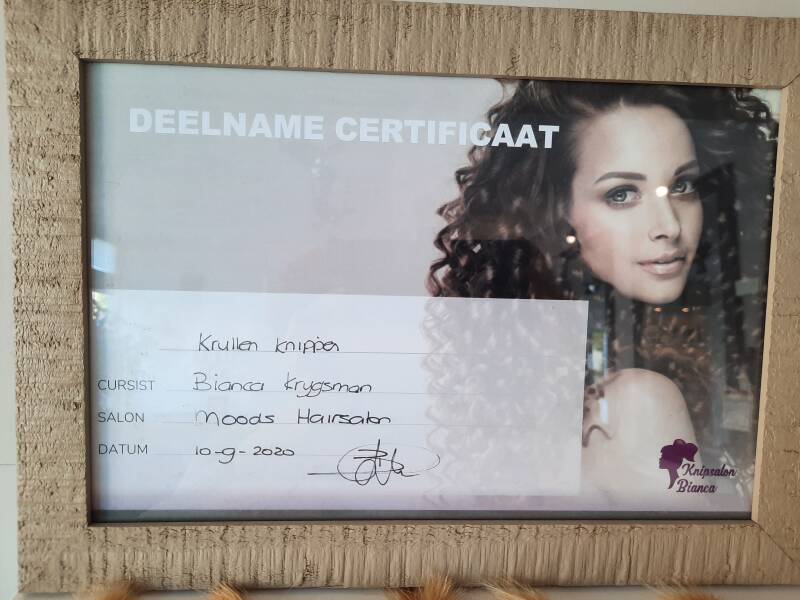 DEELNAME CERTIFICAAT
Krullen knippen
CURSIST Bianca Krygsman
SALON Moods Hairsalon
DATUM 10-9-2020
Knipsalon
Bianca